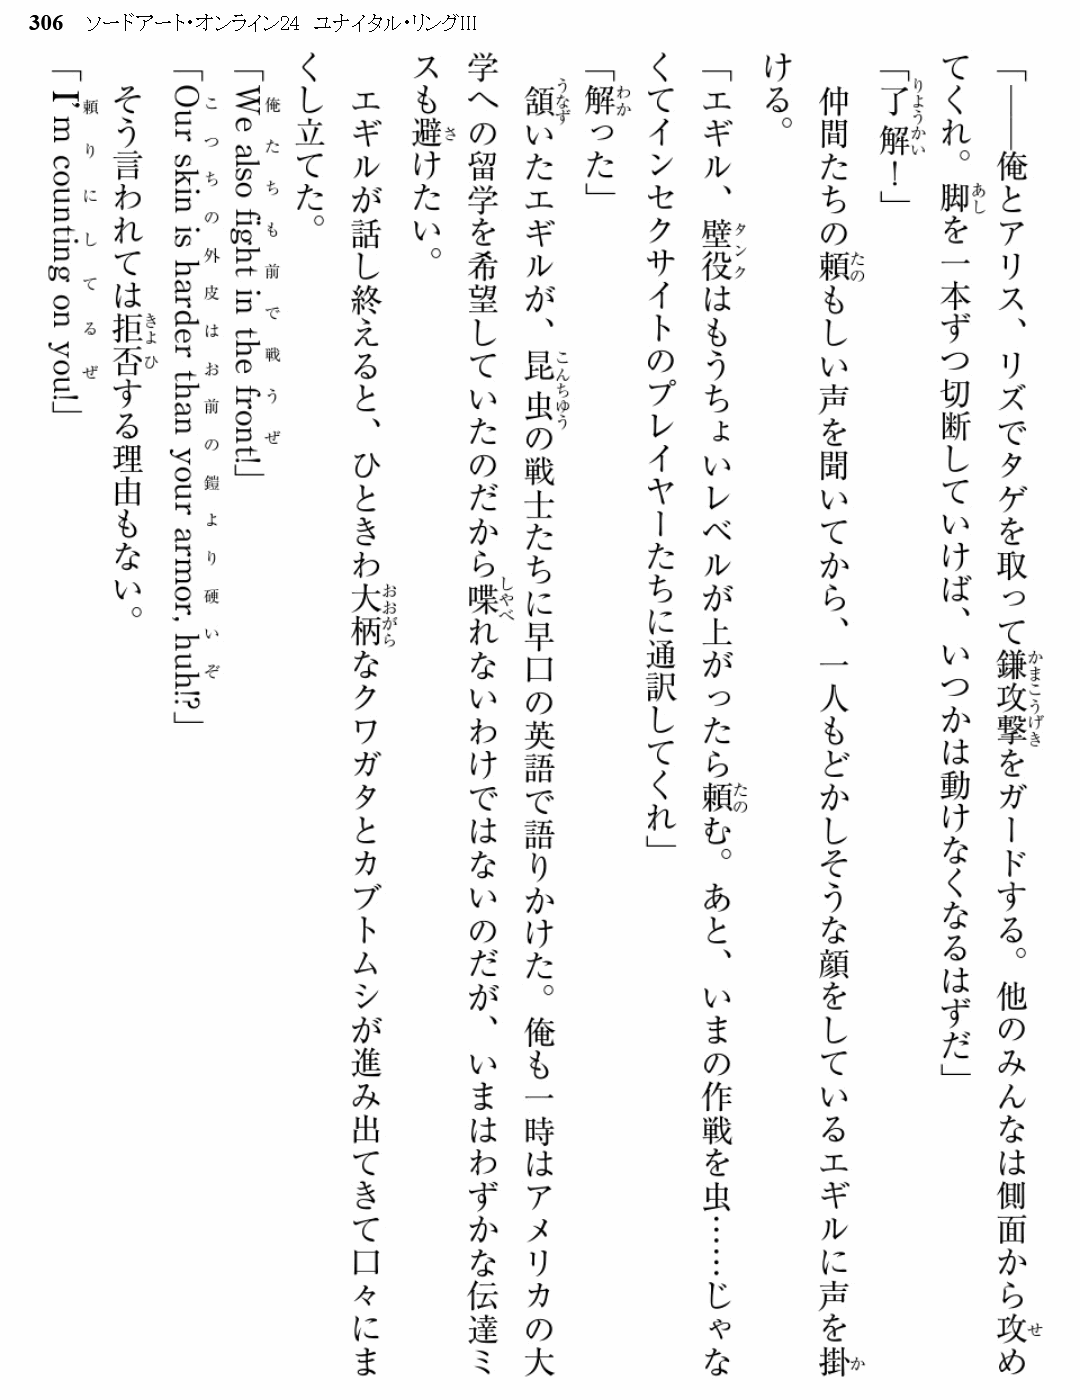 306 ソードアート・オンライン24 ユナイタル・リングIII
「――俺とアリス、リズでタゲを取って鎌攻撃をガードする。他のみんなは側面から攻め
てくれ。脚を一本ずつ切断していけば、いつかは動けなくなるはずだ」
「了解！」
仲間たちの頼もしい声を聞いてから、一人もどかしそうな顔をしているエギルに声を掛
ける。
「エギル、壁役はもうちょいレベルが上がったら頼む。あと、いまの作戦を虫……じゃな
くてインセクサイトのプレイヤーたちに通訳してくれ」
「解った」
頷いたエギルが、昆虫の戦士たちに早口の英語で語りかけた。俺も一時はアメリカの大
学への留学を希望していたのだから喋れないわけではないのだが、いまはわずかな伝達ミ
スも避けたい。
エギルが話し終えると、ひときわ大柄なクワガタとカブトムシが進み出てきて口々にま
くし立てた。
「We also fight in the front!」
「Our skin is harder than your armor, huh!?」
そう言われては拒否する理由もない。
「I'm counting on you!」